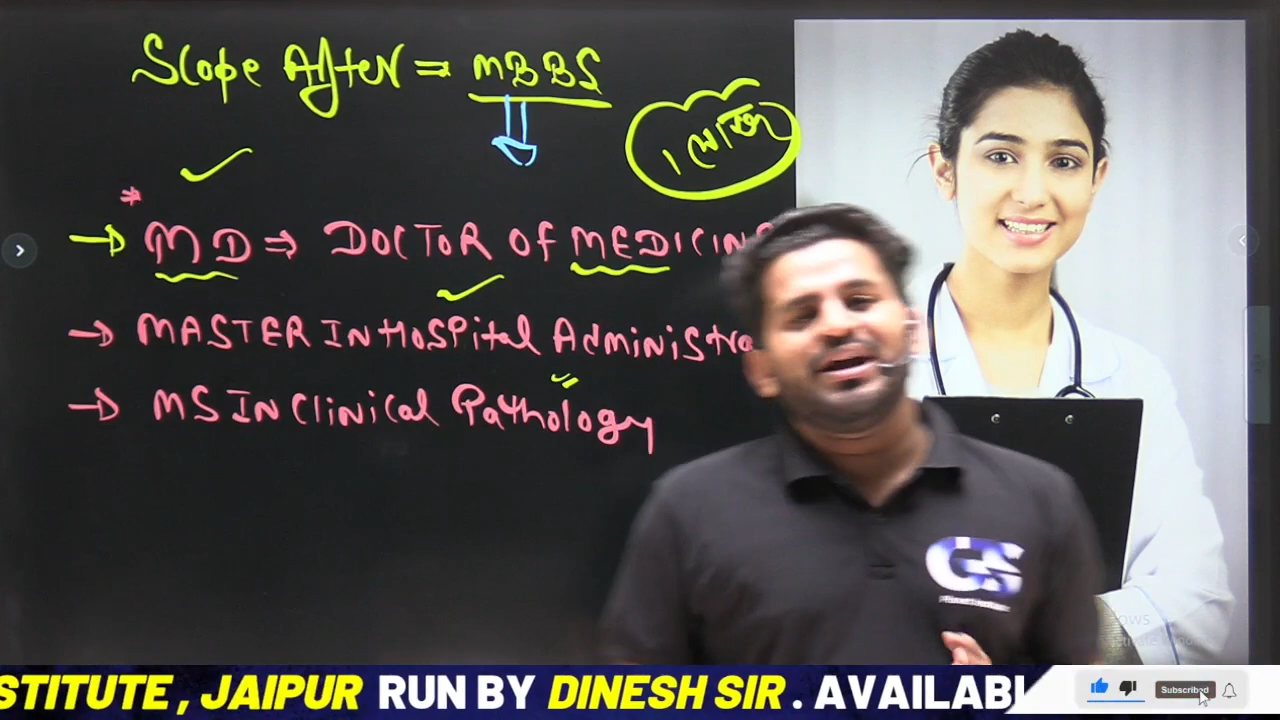 Scope After = MBBS
MD ⇒ DOCTOR OF MEDICIN
→ MASTER IN Hospital Administra
→ MS IN Clinical Pathology
GS
STITUTE , JAIPUR RUN BY DINESH SIR . AVAILABL
Subscribed